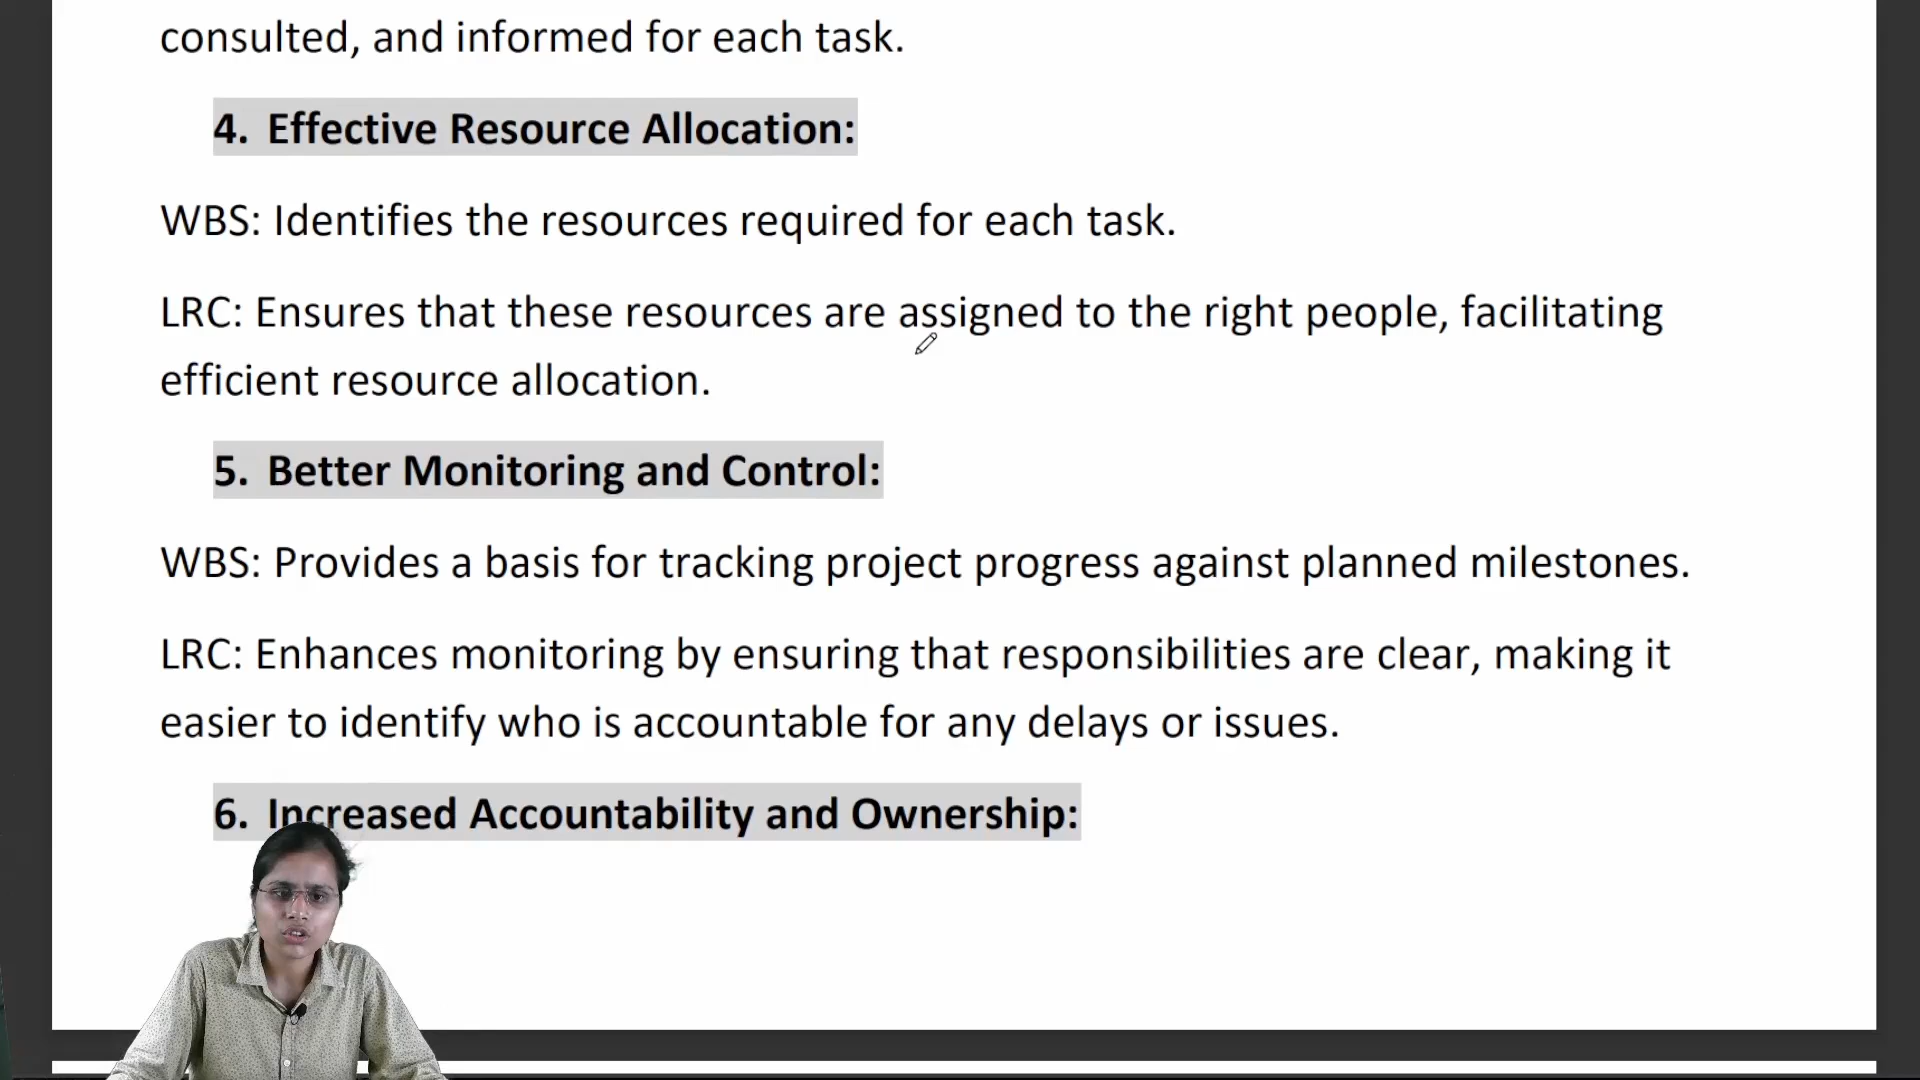 consulted, and informed for each task.
4. Effective Resource Allocation:
WBS: Identifies the resources required for each task.
LRC: Ensures that these resources are assigned to the right people, facilitating
efficient resource allocation.
5. Better Monitoring and Control:
WBS: Provides a basis for tracking project progress against planned milestones.
LRC: Enhances monitoring by ensuring that responsibilities are clear, making it
easier to identify who is accountable for any delays or issues.
6. Increased Accountability and Ownership: